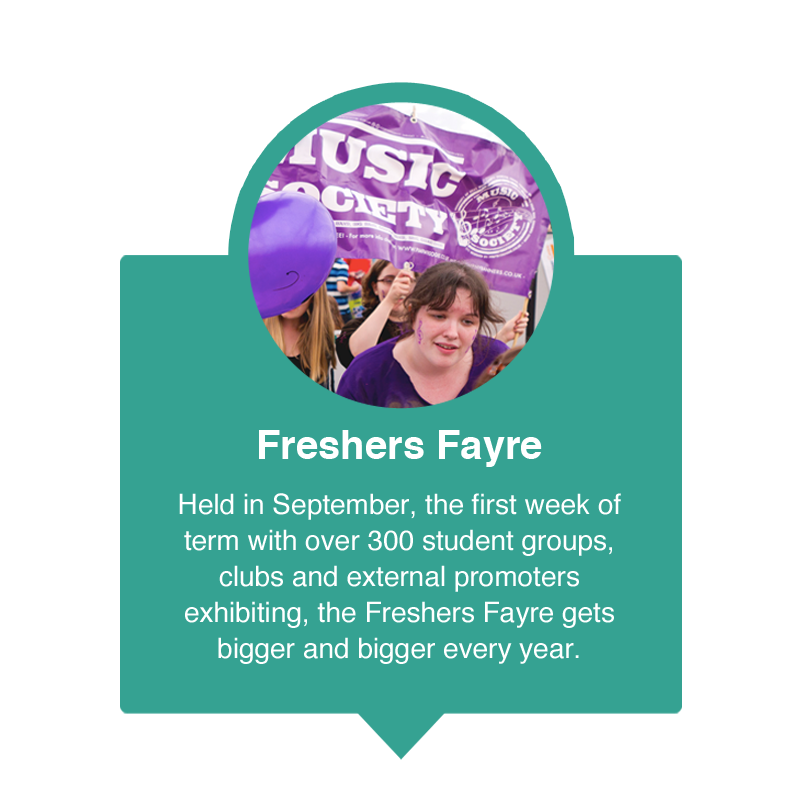 MUSIC
SOCIETY
MUSIC
SOCIETY
Freshers Fayre
Held in September, the first week of
term with over 300 student groups,
clubs and external promoters
exhibiting, the Freshers Fayre gets
bigger and bigger every year.